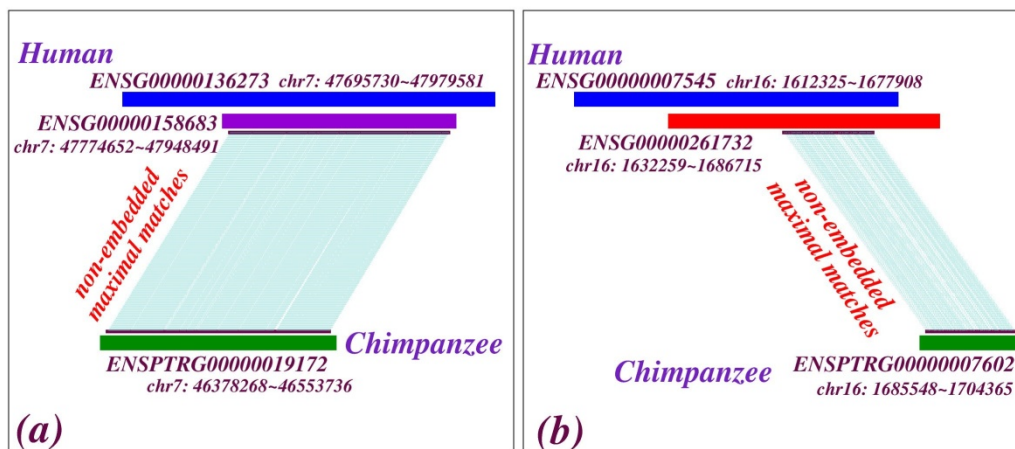 Human
ENSG00000136273 chr7: 47695730~47979581
ENSG00000158683
chr7: 47774652~47948491
non-embedded
maximal matches
Chimpanzee
ENSPTRG00000019172
chr7: 46378268~46553736
(a)
Human
ENSG00000007545 chr16: 1612325~1677908
ENSG00000261732
chr16: 1632259~1686715
non-embedded
maximal matches
Chimpanzee
ENSPTRG00000007602
chr16: 1685548~1704365
(b)